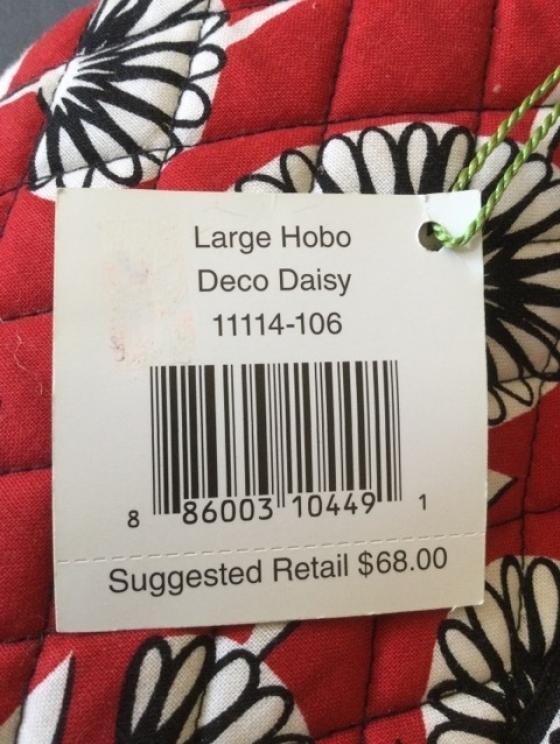 Large Hobo
Deco Daisy
11114-106
8 86003 10449 1
Suggested Retail $68.00